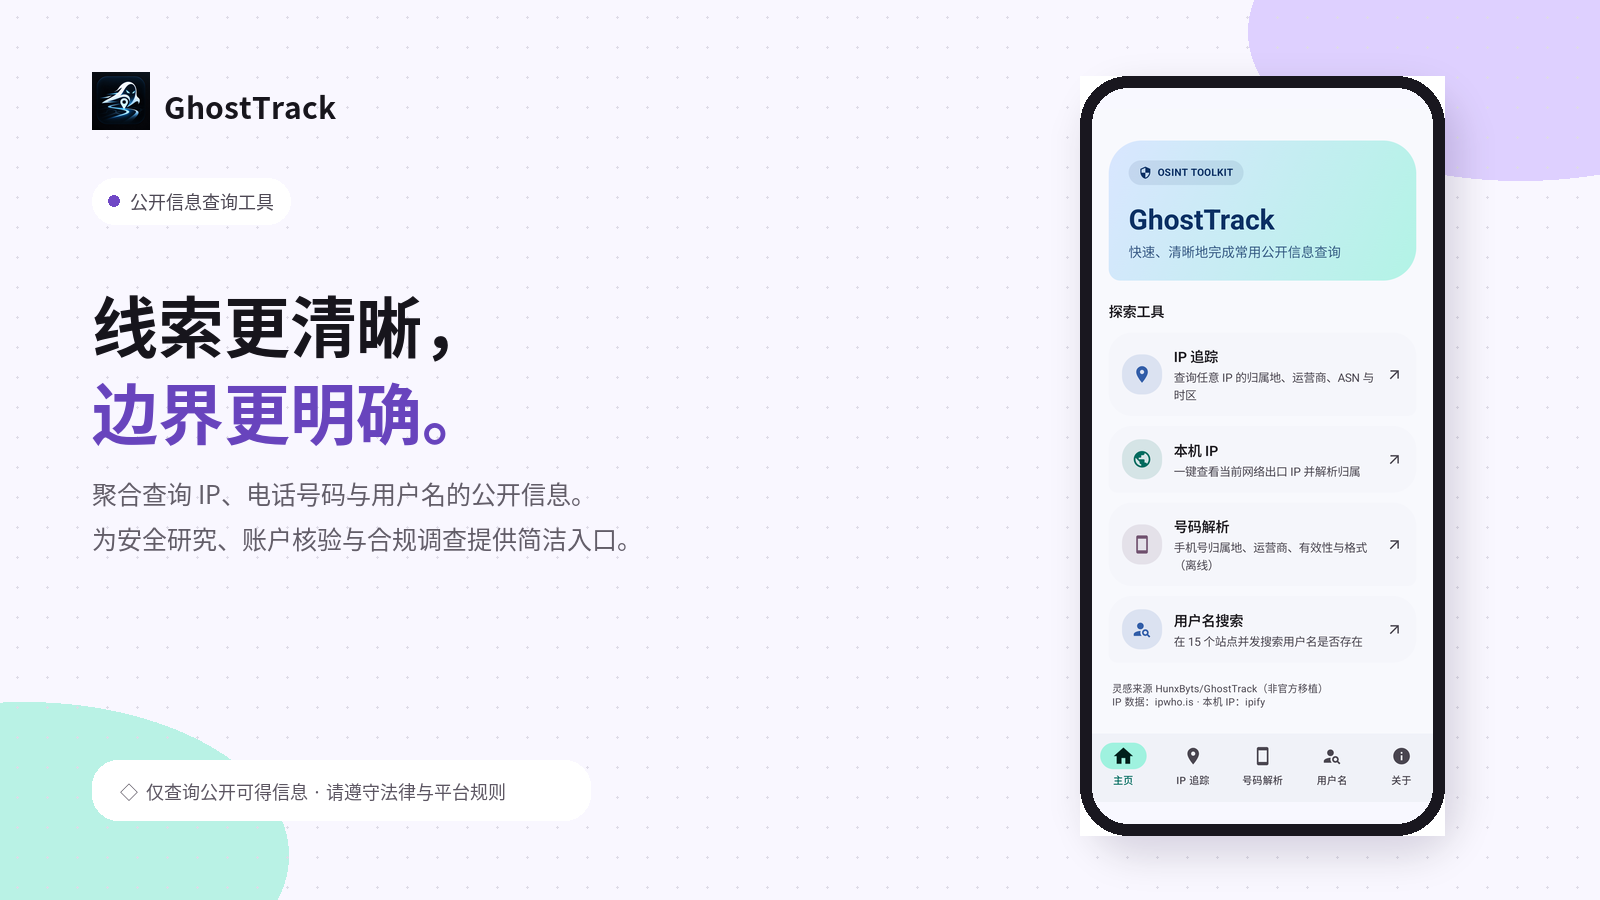 GhostTrack
公开信息查询工具
线索更清晰，
边界更明确。
聚合查询 IP、电话号码与用户名的公开信息。
为安全研究、账户核验与合规调查提供简洁入口。
◇ 仅查询公开可得信息 · 请遵守法律与平台规则
OSINT TOOLKIT
GhostTrack
快速、清晰地完成常用公开信息查询
探索工具
IP 追踪
查询任意 IP 的归属地、运营商、ASN 与
时区
本机 IP
一键查看当前网络出口 IP 并解析归属
号码解析
手机号归属地、运营商、有效性与格式
（离线）
用户名搜索
在 15 个站点并发搜索用户名是否存在
灵感来源 HunxByts/GhostTrack（非官方移植）
IP 数据：ipwho.is · 本机 IP：ipify
主页 IP 追踪 号码解析 用户名 关于